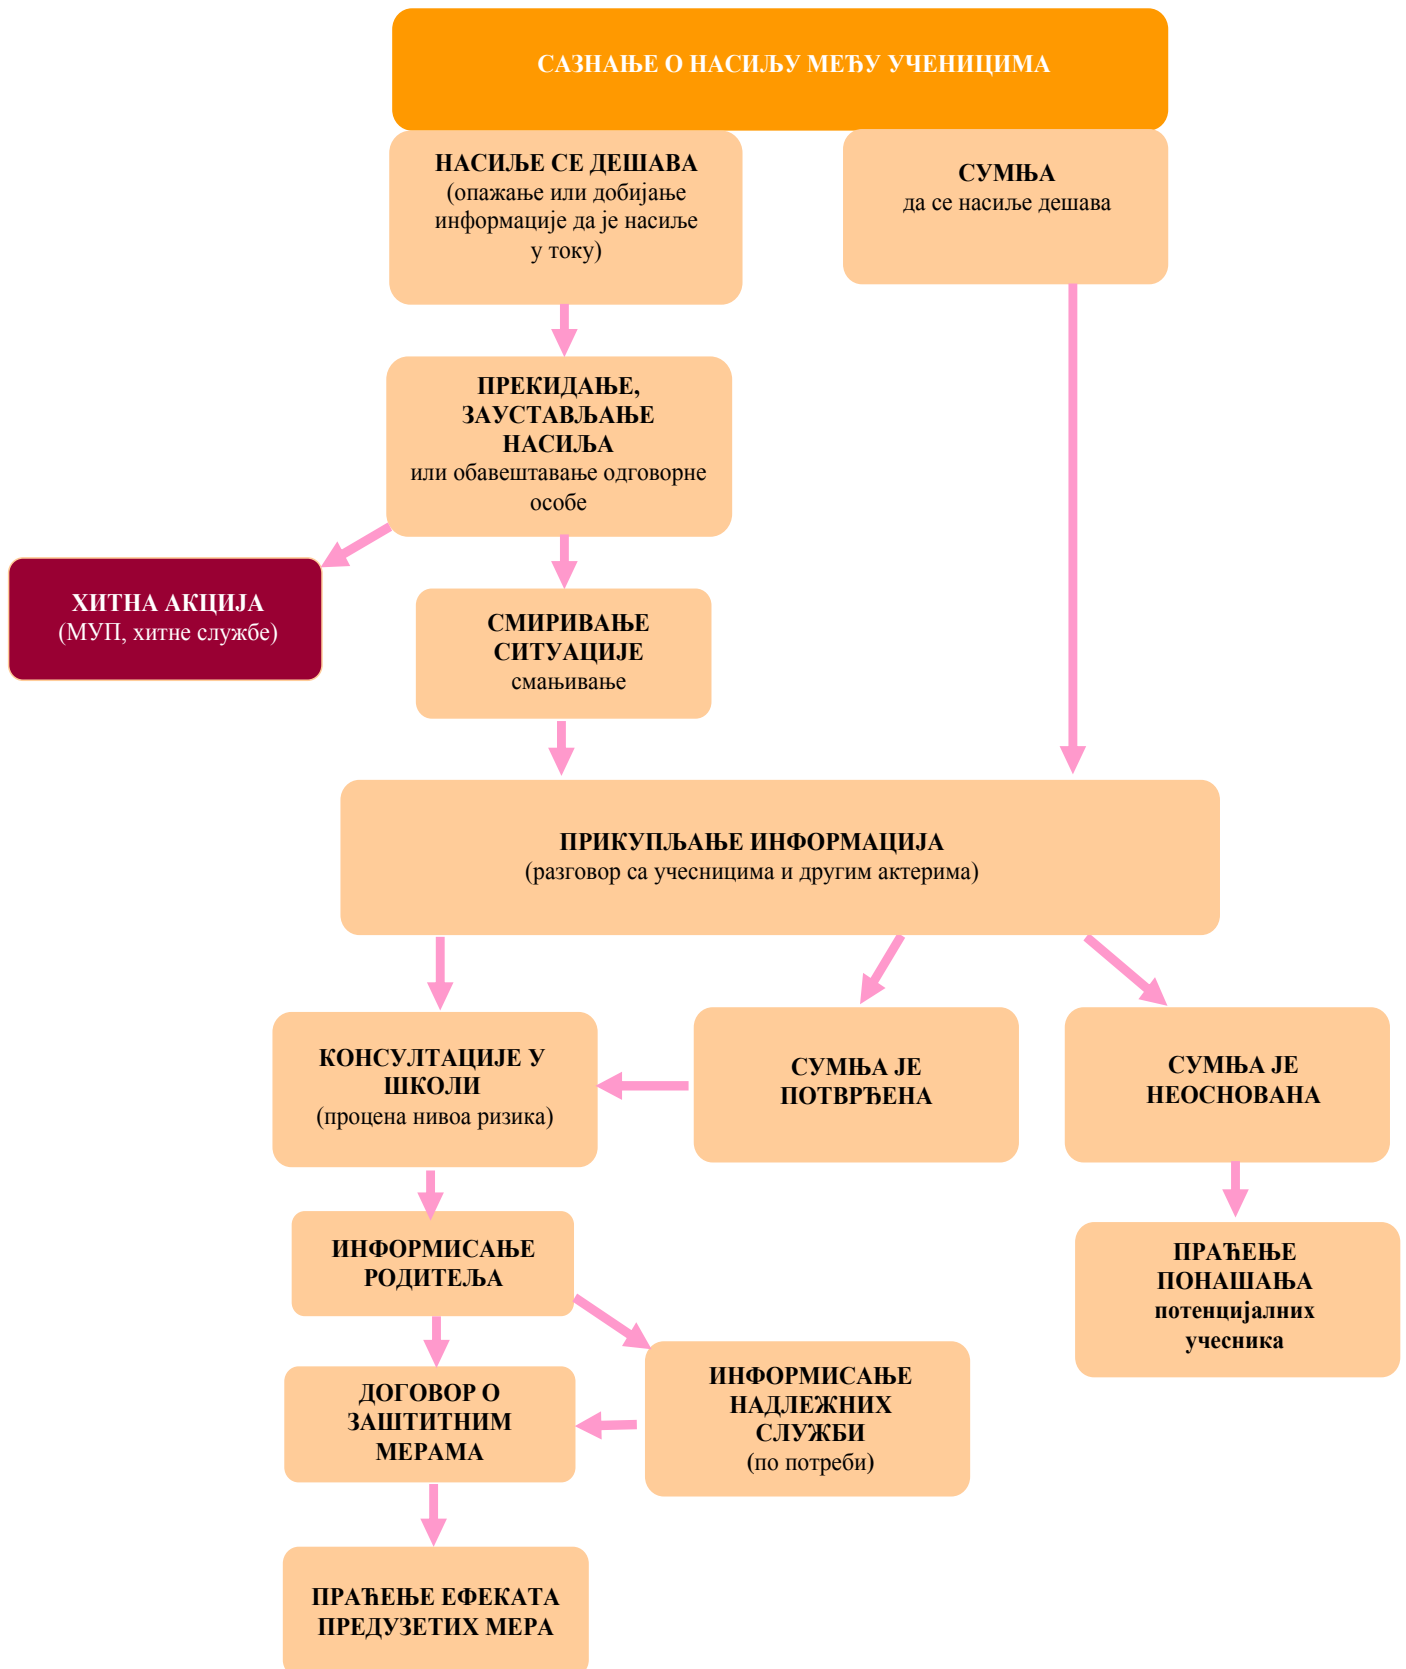 САЗНАЊЕ О НАСИЉУ МЕЂУ УЧЕНИЦИМА
НАСИЉЕ СЕ ДЕШАВА
(опажање или добијање
информације да је насиље
у току)
СУМЊА
да се насиље дешава
ПРЕКИДАЊЕ,
ЗАУСТАВЉАЊЕ
НАСИЉА
или обавештавање одговорне
особе
ХИТНА АКЦИЈА
(МУП, хитне службе)
СМИРИВАЊЕ
СИТУАЦИЈЕ
смањивање
ПРИКУПЉАЊЕ ИНФОРМАЦИЈА
(разговор са учесницима и другим актерима)
КОНСУЛТАЦИЈЕ У
ШКОЛИ
(процена нивоа ризика)
СУМЊА ЈЕ
ПОТВРЂЕНА
СУМЊА ЈЕ
НЕОСНОВАНА
ИНФОРМИСАЊЕ
РОДИТЕЉА
ПРАЋЕЊЕ
ПОНАШАЊА
потенцијалних
учесника
ИНФОРМИСАЊЕ
НАДЛЕЖНИХ
СЛУЖБИ
(по потреби)
ДОГОВОР О
ЗАШТИТНИМ
МЕРАМА
ПРАЋЕЊЕ ЕФЕКАТА
ПРЕДУЗЕТИХ МЕРА